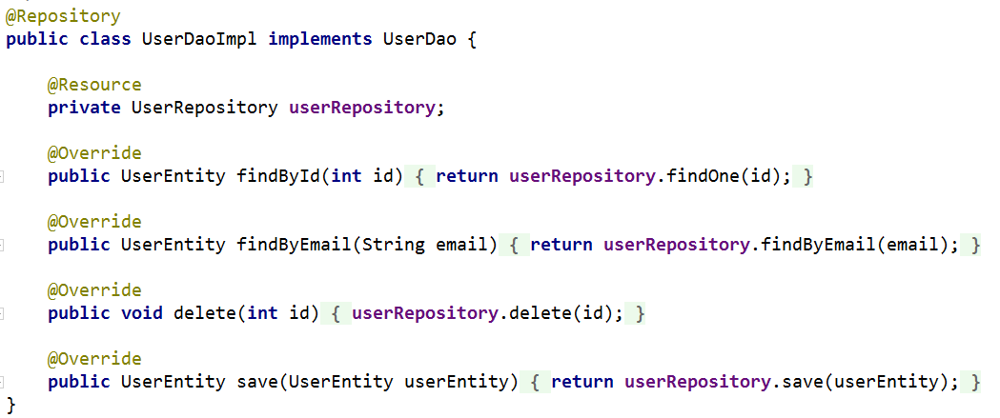 @Repository
public class UserDaoImpl implements UserDao {
@Resource
private UserRepository userRepository;
@Override
public UserEntity findById(int id) { return userRepository.findOne(id); }
@Override
public UserEntity findByEmail(String email) { return userRepository.findByEmail(email); }
@Override
public void delete(int id) { userRepository.delete(id); }
@Override
public UserEntity save(UserEntity userEntity) { return userRepository.save(userEntity); }
}